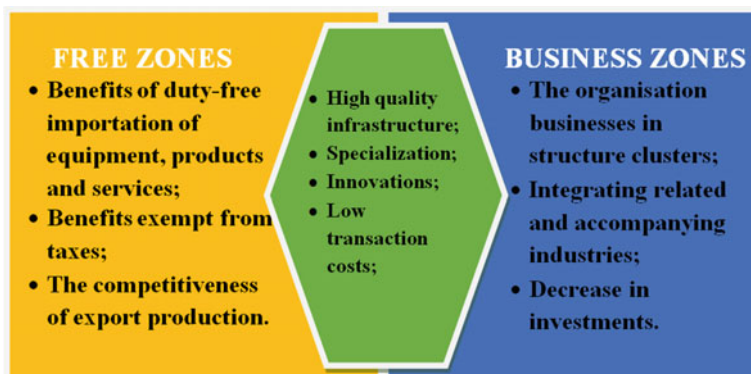 FREE ZONES
• Benefits of duty-free
importation of
equipment, products
and services;
• Benefits exempt from
taxes;
• The competitiveness
of export production.
• High quality
infrastructure;
• Specialization;
• Innovations;
• Low
transaction
costs;
BUSINESS ZONES
• The organisation
businesses in
structure clusters;
• Integrating related
and accompanying
industries;
• Decrease in
investments.